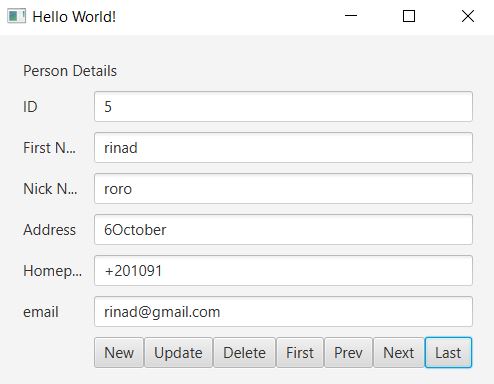 Hello World!
Person Details
ID 5
First N... rinad
Nick N... roro
Address 6October
Homep... +201091
email rinad@gmail.com
New Update Delete First Prev Next Last